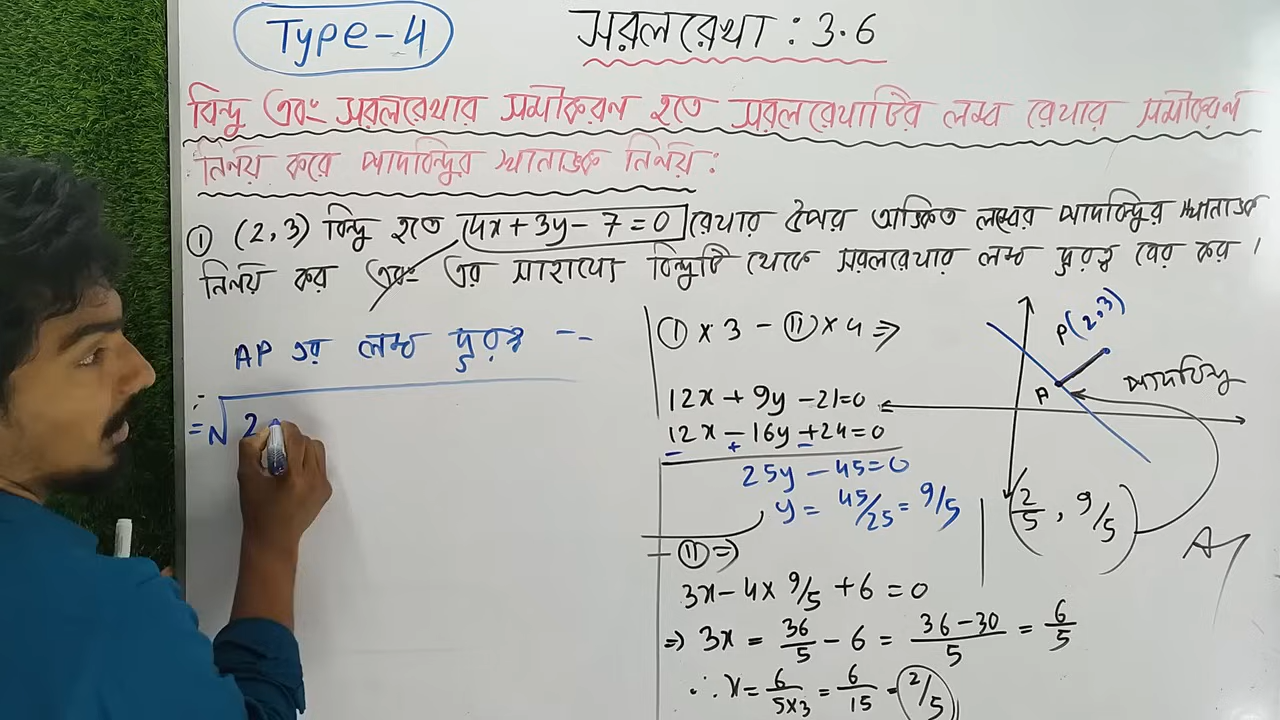 Type-4
সরলরেখা : 3.6
বিন্দু এবং সরলরেখার সমীকরণ হতে সরলরেখাটির লম্ব রেখার সমীকরণ
নির্ণয় করে পাদবিন্দুর স্থানাঙ্ক নির্ণয় :
① (2,3) বিন্দু হতে 4x+3y-7=0 রেখার উপর অঙ্কিত লম্বের পাদবিন্দুর স্থানাঙ্ক
নির্ণয় কর এবং এর সাহায্যে বিন্দুটি থেকে সরলরেখার লম্ব দূরত্ব বের কর।
AP এর লম্ব দূরত্ব --
= √ 2
① × 3 - ⑪ × 4 ⇒
12x + 9y - 21=0
12x - 16y + 24=0
- + -
25y - 45=0
y = 45/25 = 9/5
⑪ ⇒
3x - 4 × 9/5 + 6 = 0
⇒ 3x = 36/5 - 6 = (36-30)/5 = 6/5
∴ x = 6/(5×3) = 6/15 = 2/5
P(2,3)
A
পাদবিন্দু
(2/5, 9/5)